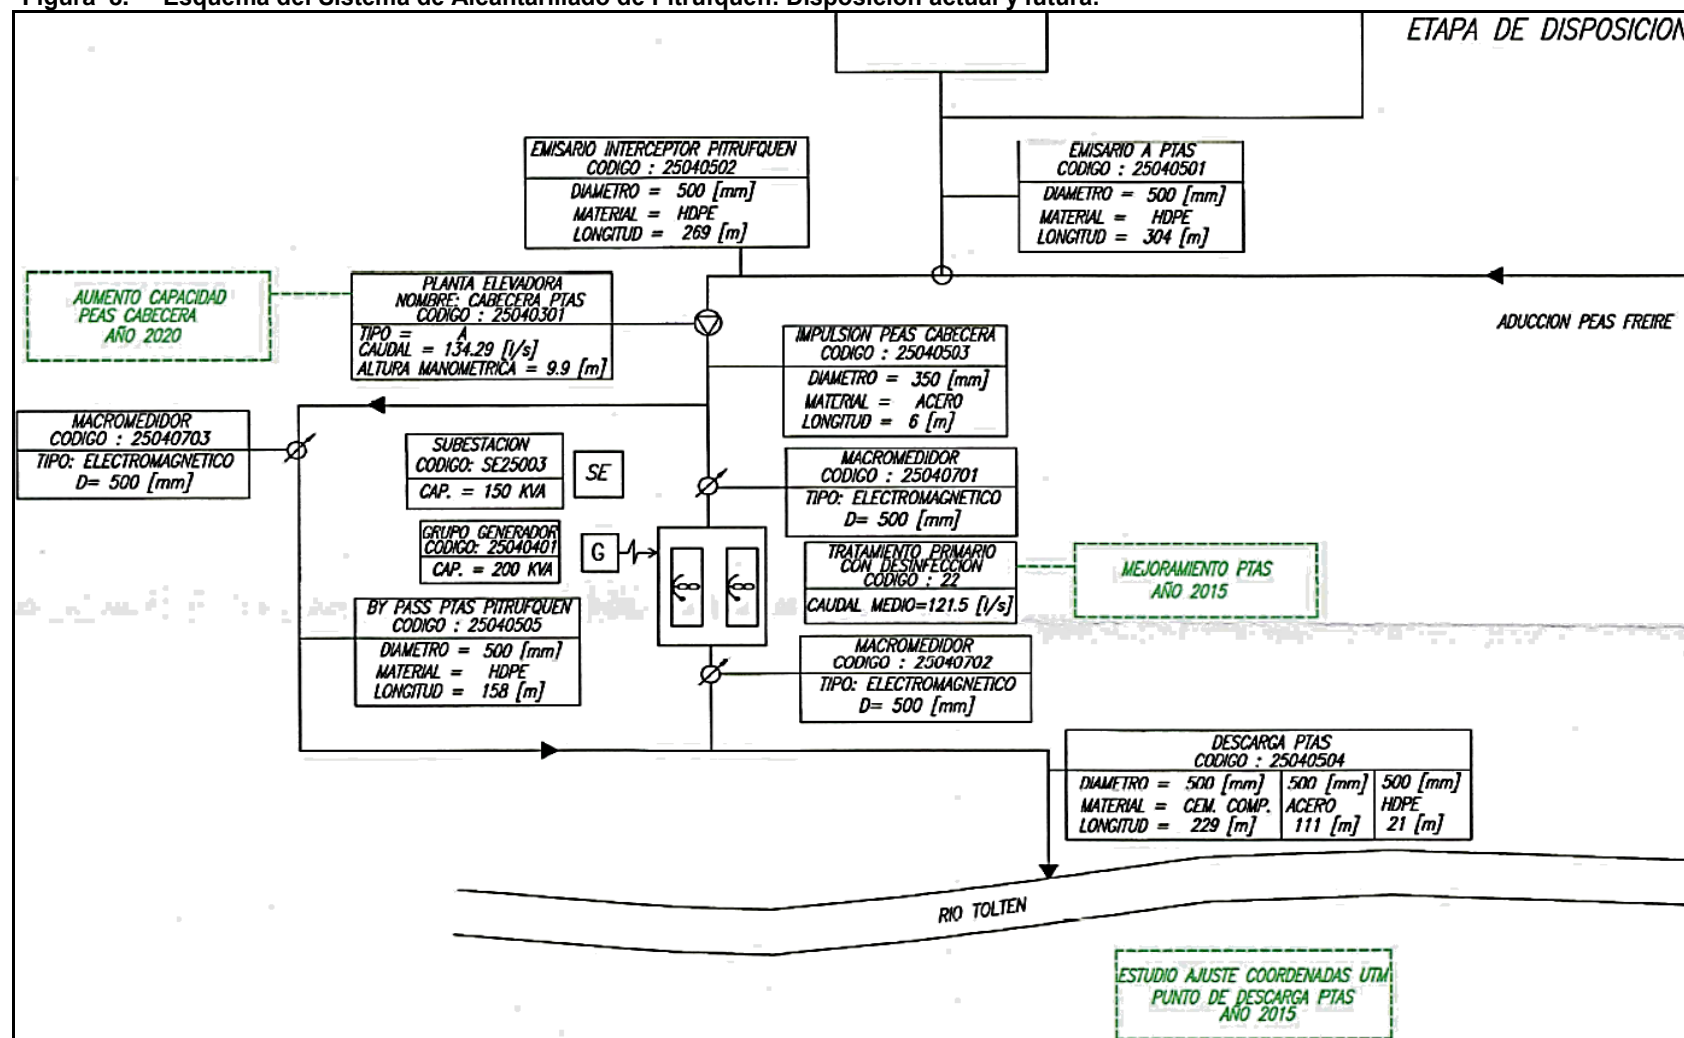 Figura 8. Esquema del Sistema de Alcantarillado de Pitrufquén. Disposición actual y futura.
ETAPA DE DISPOSICION
EMISARIO INTERCEPTOR PITRUFQUEN
CODIGO : 25040502
DIAMETRO = 500 [mm]
MATERIAL = HDPE
LONGITUD = 269 [m]
EMISARIO A PTAS
CODIGO : 25040501
DIAMETRO = 500 [mm]
MATERIAL = HDPE
LONGITUD = 304 [m]
AUMENTO CAPACIDAD
PEAS CABECERA
AÑO 2020
PLANTA ELEVADORA
NOMBRE: CABECERA PTAS
CODIGO : 25040301
TIPO = A
CAUDAL = 134.29 [l/s]
ALTURA MANOMETRICA = 9.9 [m]
ADUCCION PEAS FREIRE
IMPULSION PEAS CABECERA
CODIGO : 25040503
DIAMETRO = 350 [mm]
MATERIAL = ACERO
LONGITUD = 6 [m]
MACROMEDIDOR
CODIGO : 25040703
TIPO: ELECTROMAGNETICO
D= 500 [mm]
SUBESTACION
CODIGO: SE25003
CAP. = 150 KVA
SE
MACROMEDIDOR
CODIGO : 25040701
TIPO: ELECTROMAGNETICO
D= 500 [mm]
GRUPO GENERADOR
CODIGO: 25040401
CAP. = 200 KVA
G
TRATAMIENTO PRIMARIO
CON DESINFECCION
CODIGO : 22
CAUDAL MEDIO=121.5 [l/s]
MEJORAMIENTO PTAS
AÑO 2015
BY PASS PTAS PITRUFQUEN
CODIGO : 25040505
DIAMETRO = 500 [mm]
MATERIAL = HDPE
LONGITUD = 158 [m]
MACROMEDIDOR
CODIGO : 25040702
TIPO: ELECTROMAGNETICO
D= 500 [mm]
DESCARGA PTAS
CODIGO : 25040504
DIAMETRO = 500 [mm] 500 [mm] 500 [mm]
MATERIAL = CEM. COMP. ACERO HDPE
LONGITUD = 229 [m] 111 [m] 21 [m]
RIO TOLTEN
ESTUDIO AJUSTE COORDENADAS UTM
PUNTO DE DESCARGA PTAS
AÑO 2015